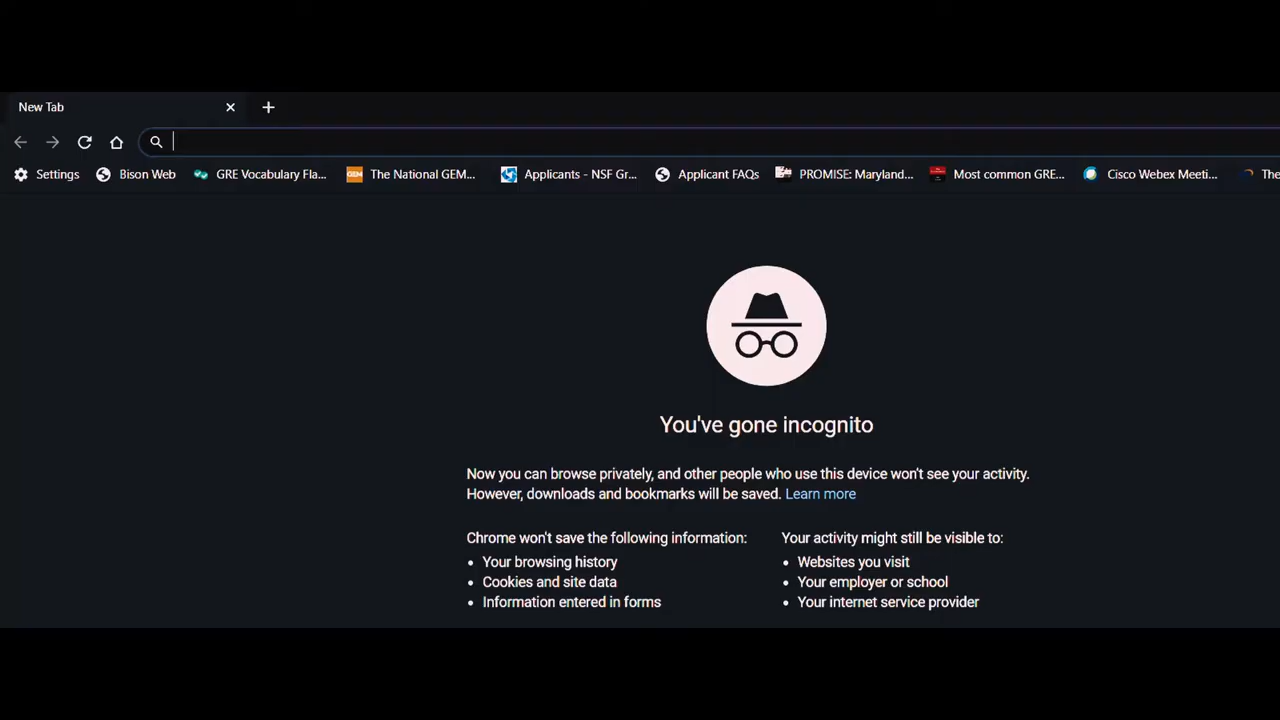 New Tab
Settings Bison Web GRE Vocabulary Fla... The National GEM... Applicants - NSF Gr... Applicant FAQs PROMISE: Maryland... Most common GRE... Cisco Webex Meeti... The
You've gone incognito
Now you can browse privately, and other people who use this device won't see your activity.
However, downloads and bookmarks will be saved. Learn more
Chrome won't save the following information:
Your browsing history
Cookies and site data
Information entered in forms
Your activity might still be visible to:
Websites you visit
Your employer or school
Your internet service provider